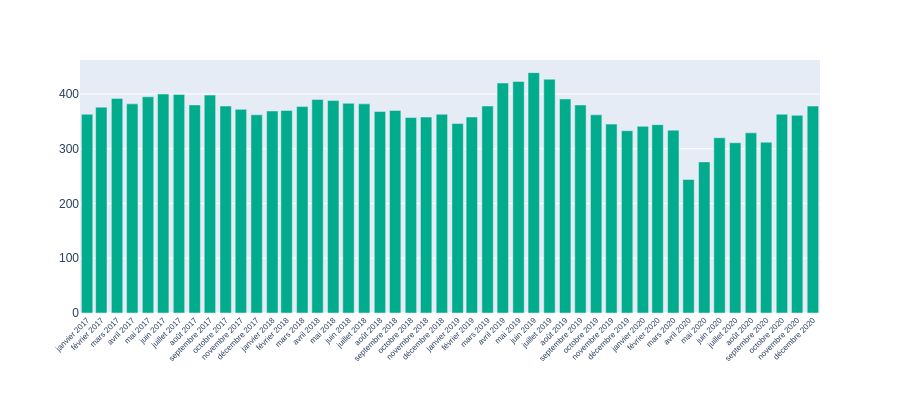 400
300
200
100
0
janvier 2017
février 2017
mars 2017
avril 2017
mai 2017
juin 2017
juillet 2017
août 2017
septembre 2017
octobre 2017
novembre 2017
décembre 2017
janvier 2018
février 2018
mars 2018
avril 2018
mai 2018
juin 2018
juillet 2018
août 2018
septembre 2018
octobre 2018
novembre 2018
décembre 2018
janvier 2019
février 2019
mars 2019
avril 2019
mai 2019
juin 2019
juillet 2019
août 2019
septembre 2019
octobre 2019
novembre 2019
décembre 2019
janvier 2020
février 2020
mars 2020
avril 2020
mai 2020
juin 2020
juillet 2020
août 2020
septembre 2020
octobre 2020
novembre 2020
décembre 2020